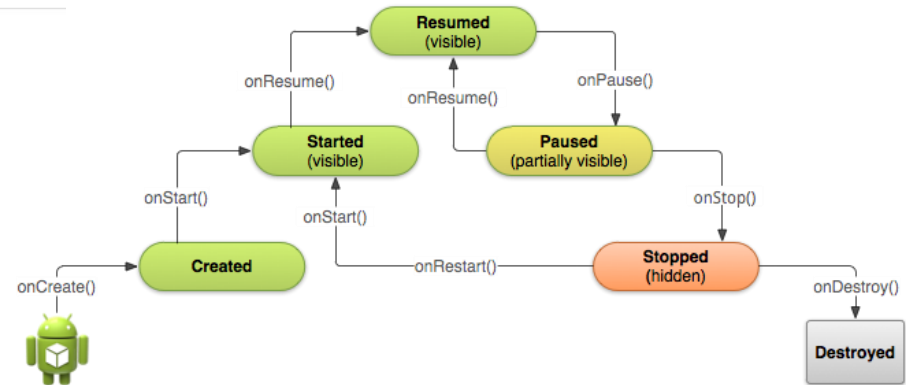 Resumed
(visible)
onResume()
onPause()
onResume()
Started
(visible)
Paused
(partially visible)
onStart()
onStart()
onStop()
Created
onRestart()
Stopped
(hidden)
onCreate()
onDestroy()
Destroyed